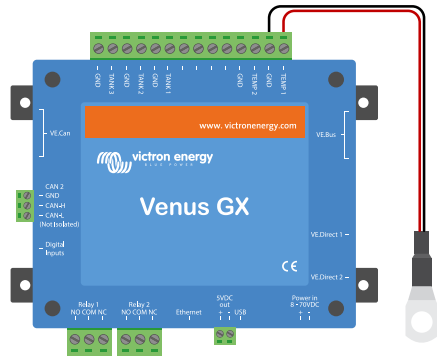 GND
TANK 3
GND
TANK 2
GND
TANK 1
GND
TEMP 2
GND
TEMP 1
VE.Can
www. victronenergy.com
VE.Bus
victron energy
BLUE POWER
CAN 2
GND
CAN-H
CAN-L
(Not Isolated)
Venus GX
Digital
Inputs
VE.Direct 1
CE
VE.Direct 2
Relay 1
NO COM NC
Relay 2
NO COM NC
Ethernet
5VDC
out
+ - USB
Power in
8 - 70VDC
+ -